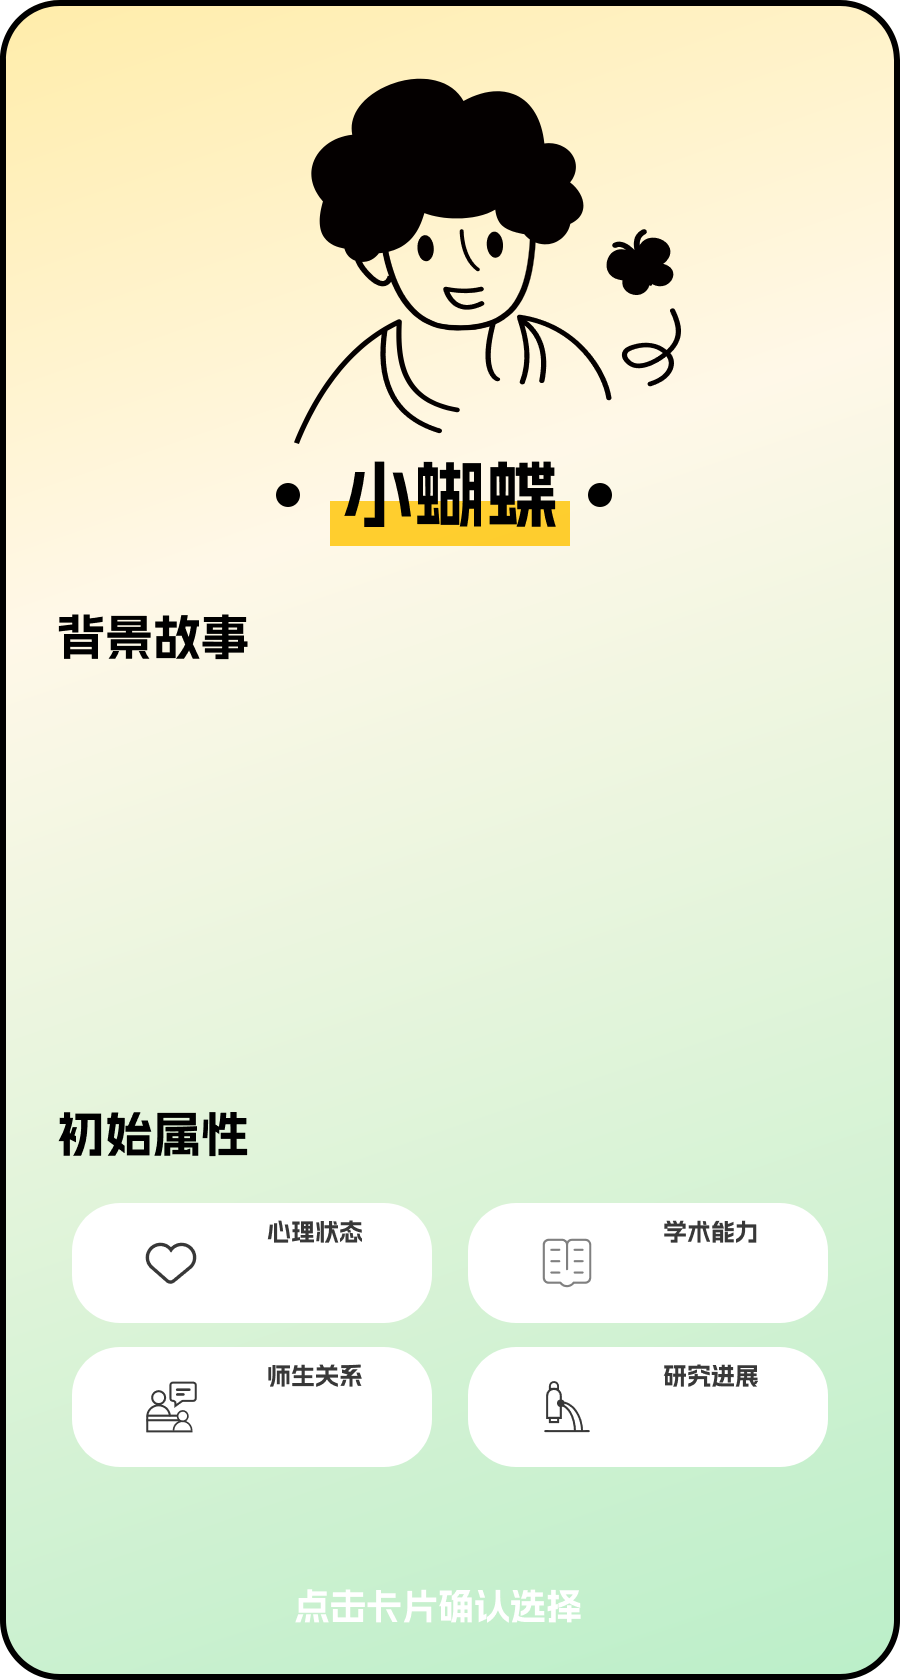 小蝴蝶
背景故事
初始属性
心理状态
学术能力
师生关系
研究进展
点击卡片确认选择